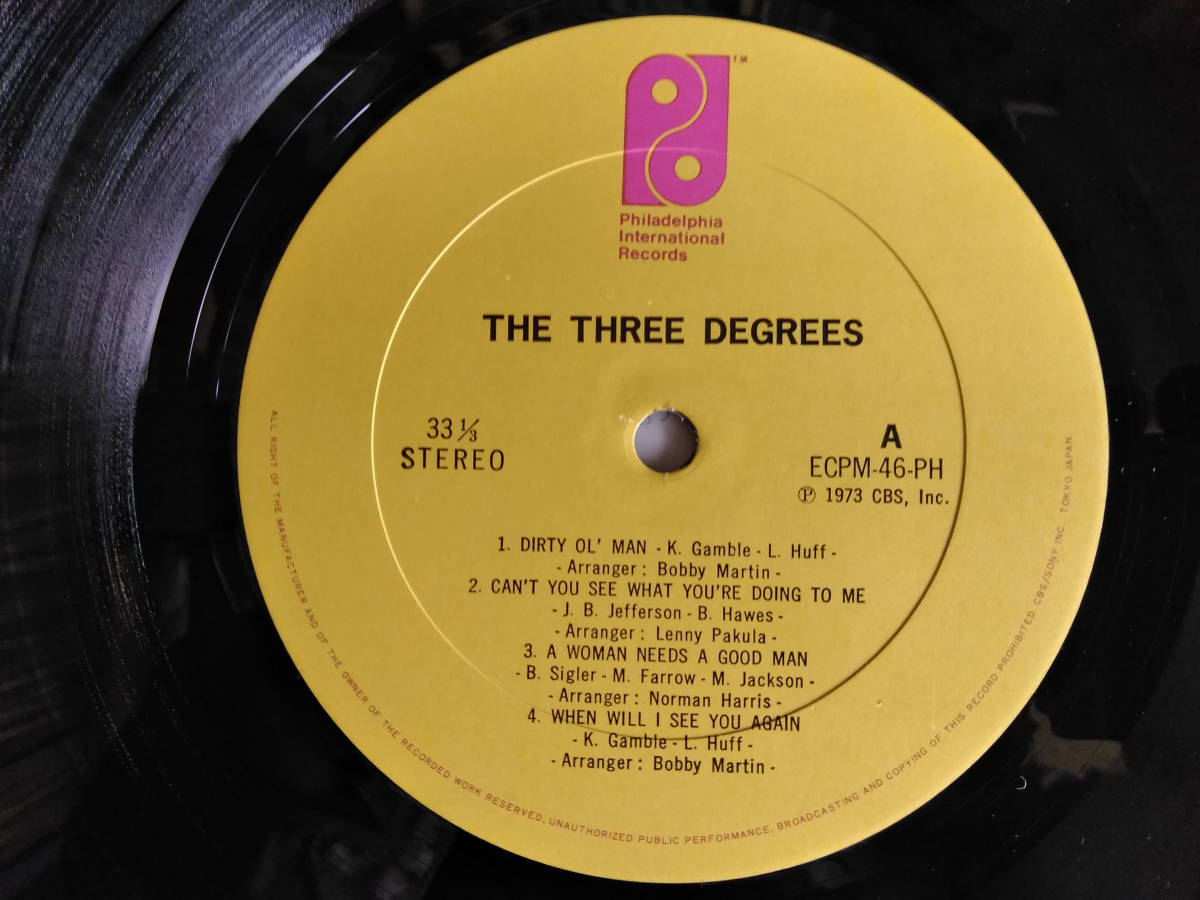 T.M.
Philadelphia
International
Records
THE THREE DEGREES
33 1/3
STEREO
A
ECPM-46-PH
Ⓟ 1973 CBS, Inc.
1. DIRTY OL' MAN - K. Gamble - L. Huff -
- Arranger : Bobby Martin -
2. CAN'T YOU SEE WHAT YOU'RE DOING TO ME
- J. B. Jefferson - B. Hawes -
- Arranger : Lenny Pakula -
3. A WOMAN NEEDS A GOOD MAN
- B. Sigler - M. Farrow - M. Jackson -
- Arranger : Norman Harris -
4. WHEN WILL I SEE YOU AGAIN
- K. Gamble - L. Huff -
- Arranger : Bobby Martin -
ALL RIGHT OF THE MANUFACTURER AND OF THE OWNER OF THE RECORDED WORK RESERVED. UNAUTHORIZED PUBLIC PERFORMANCE, BROADCASTING AND COPYING OF THIS RECORD PROHIBITED. CBS/SONY INC. TOKYO JAPAN.